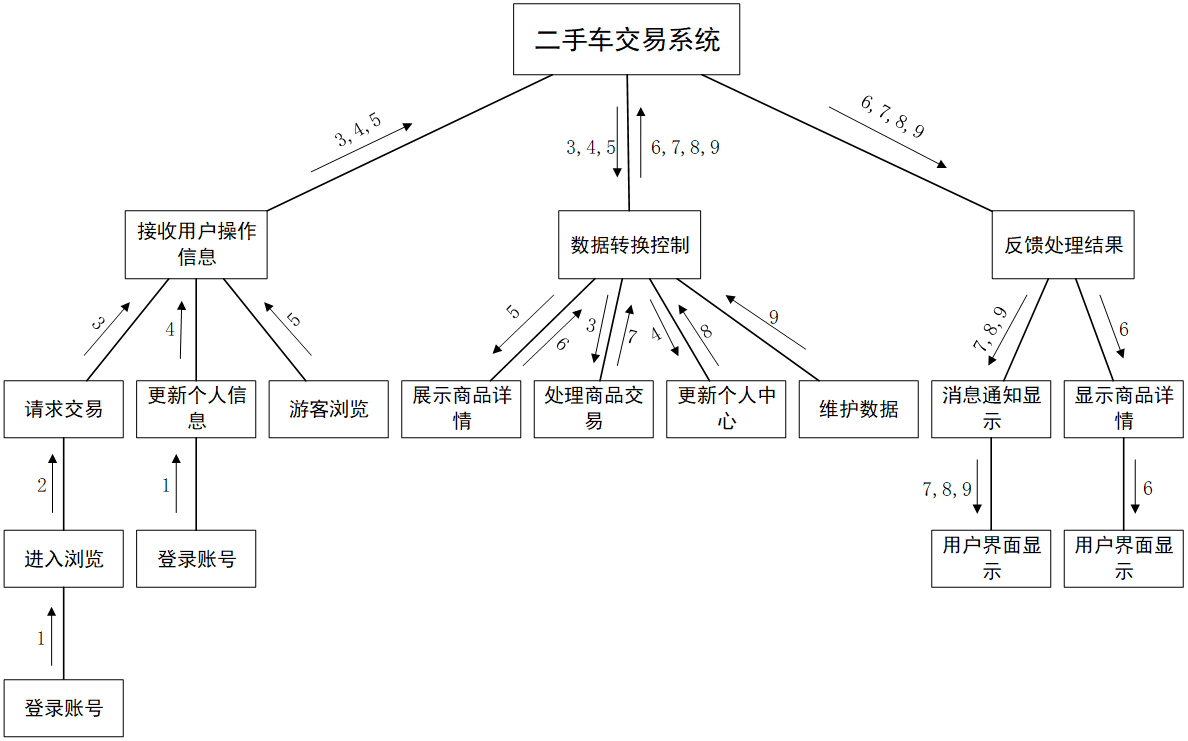 二手车交易系统
3,4,5
3,4,5
6,7,8,9
6,7,8,9
接收用户操作
信息
数据转换控制
反馈处理结果
3
4
5
5
6
3
7
4
8
9
7,8,9
6
请求交易
更新个人信
息
游客浏览
展示商品详
情
处理商品交
易
更新个人中
心
维护数据
消息通知显
示
显示商品详
情
2
1
7,8,9
6
进入浏览
登录账号
用户界面显
示
用户界面显
示
1
登录账号